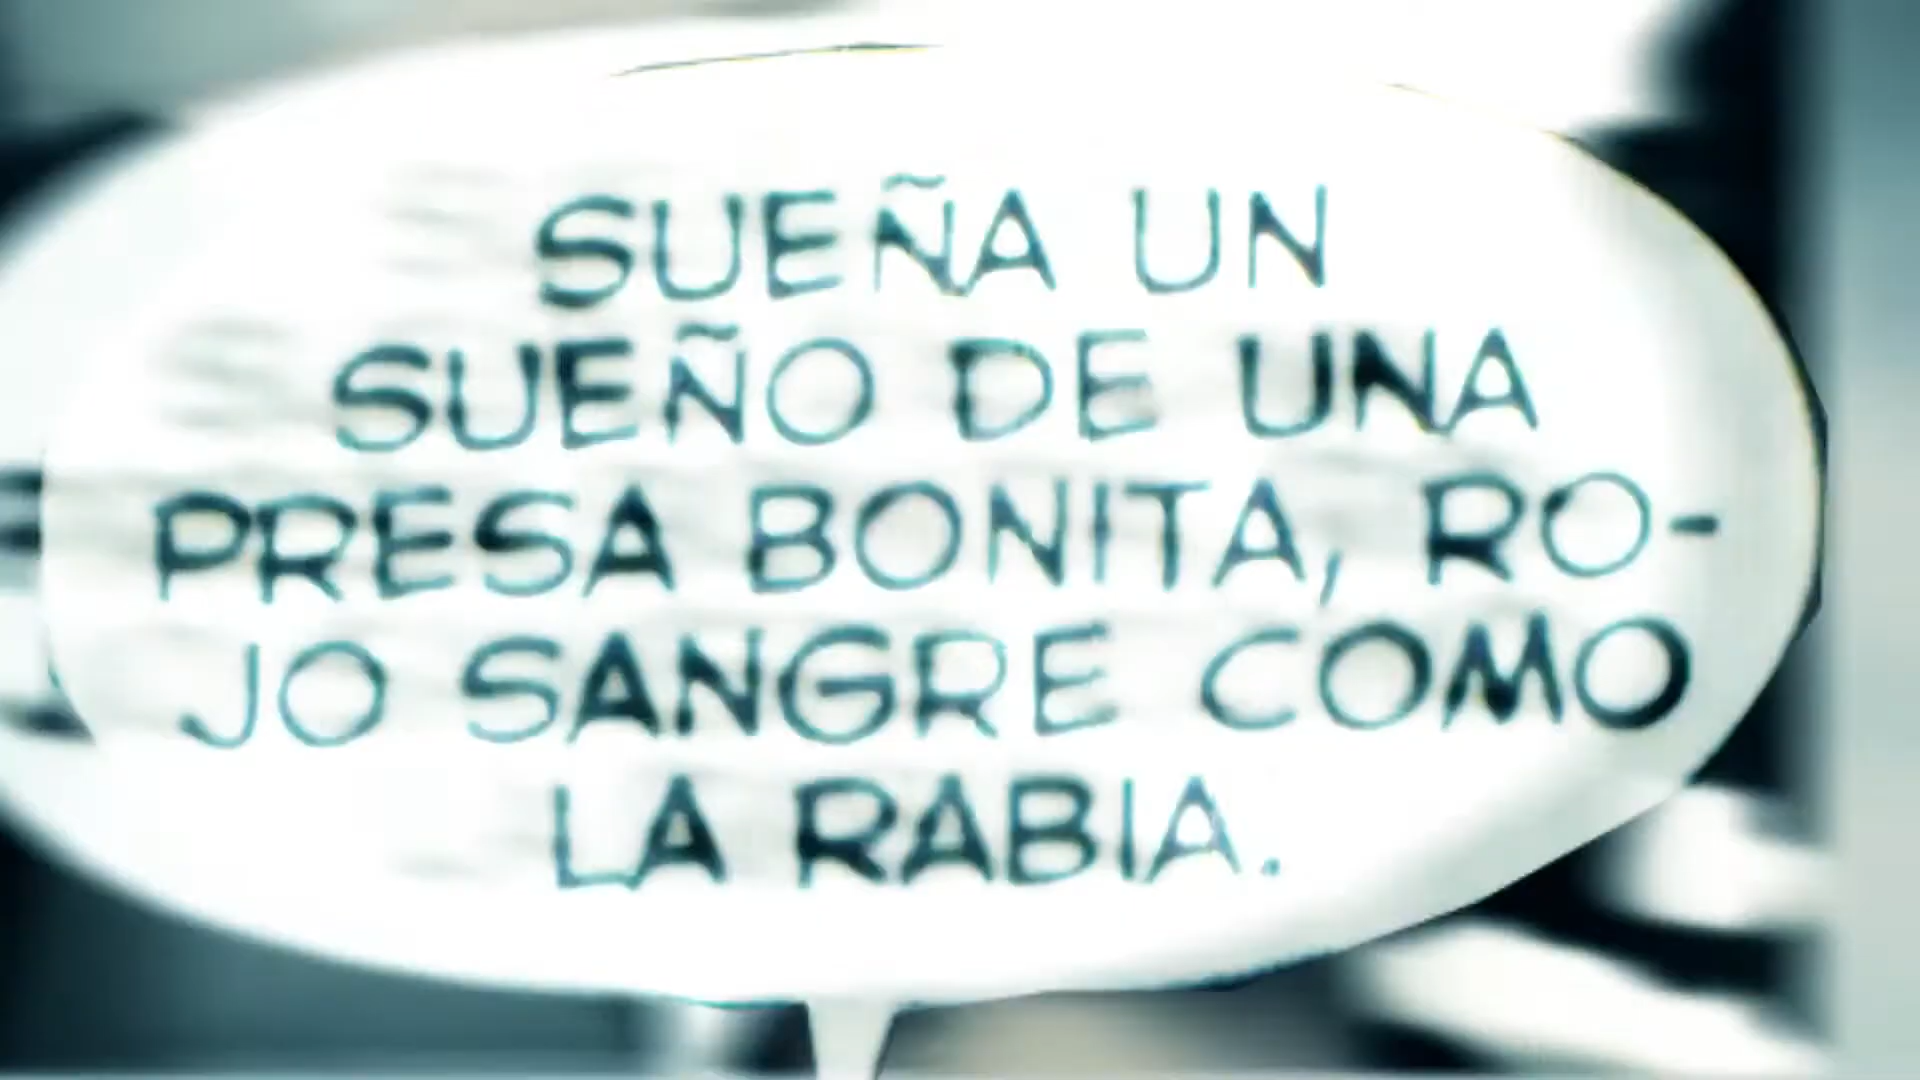 SUEÑA UN
SUEÑO DE UNA
PRESA BONITA, RO-
JO SANGRE COMO
LA RABIA.